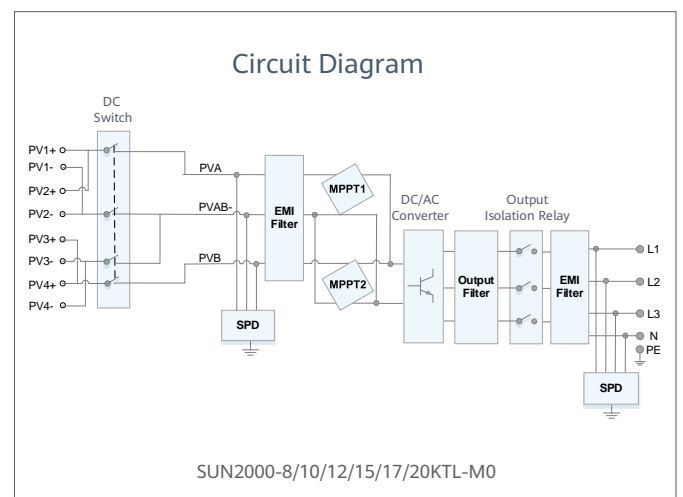 Circuit Diagram
DC
Switch
PV1+
PV1-
PV2+
PV2-
PV3+
PV3-
PV4+
PV4-
PVA
PVAB-
PVB
EMI
Filter
SPD
MPPT1
MPPT2
DC/AC
Converter
Output
Filter
Output
Isolation Relay
EMI
Filter
L1
L2
L3
N
PE
SPD
SUN2000-8/10/12/15/17/20KTL-M0